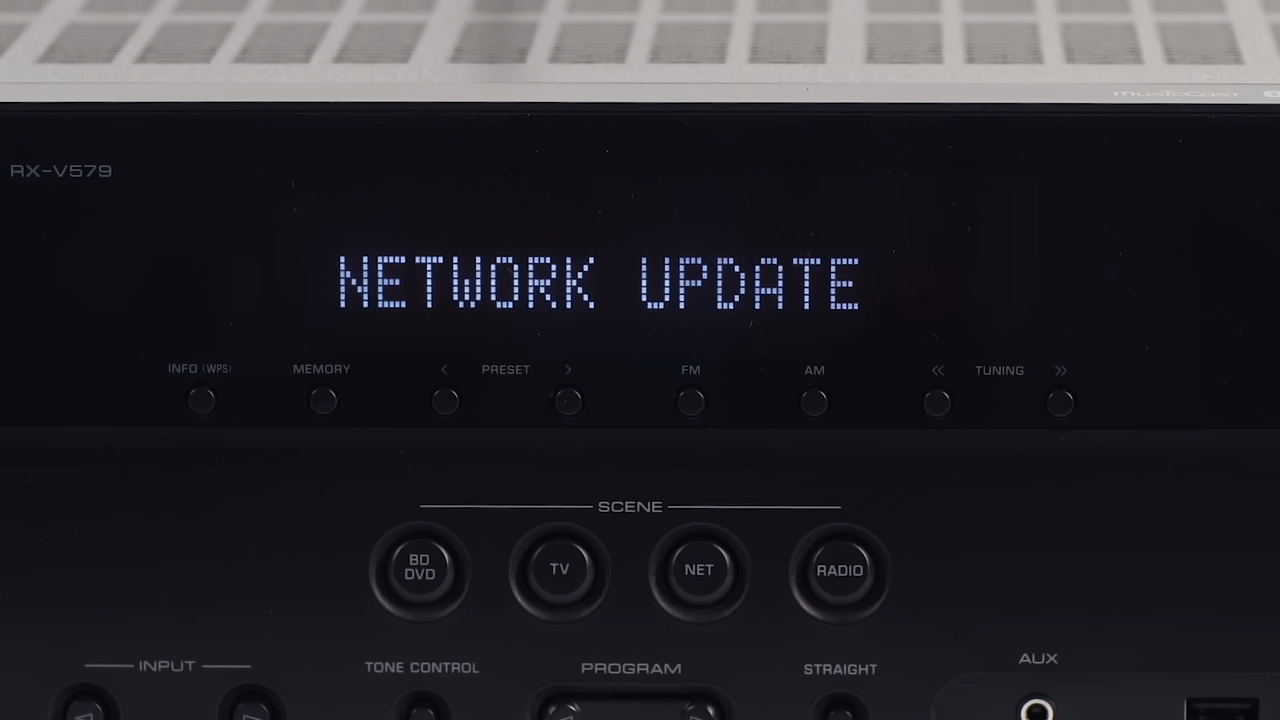 MusicCast
RX-V579
NETWORK UPDATE
INFO (WPS) MEMORY < PRESET > FM AM << TUNING >>
SCENE
BD
DVD
TV
NET
RADIO
INPUT
TONE CONTROL
PROGRAM
STRAIGHT
AUX